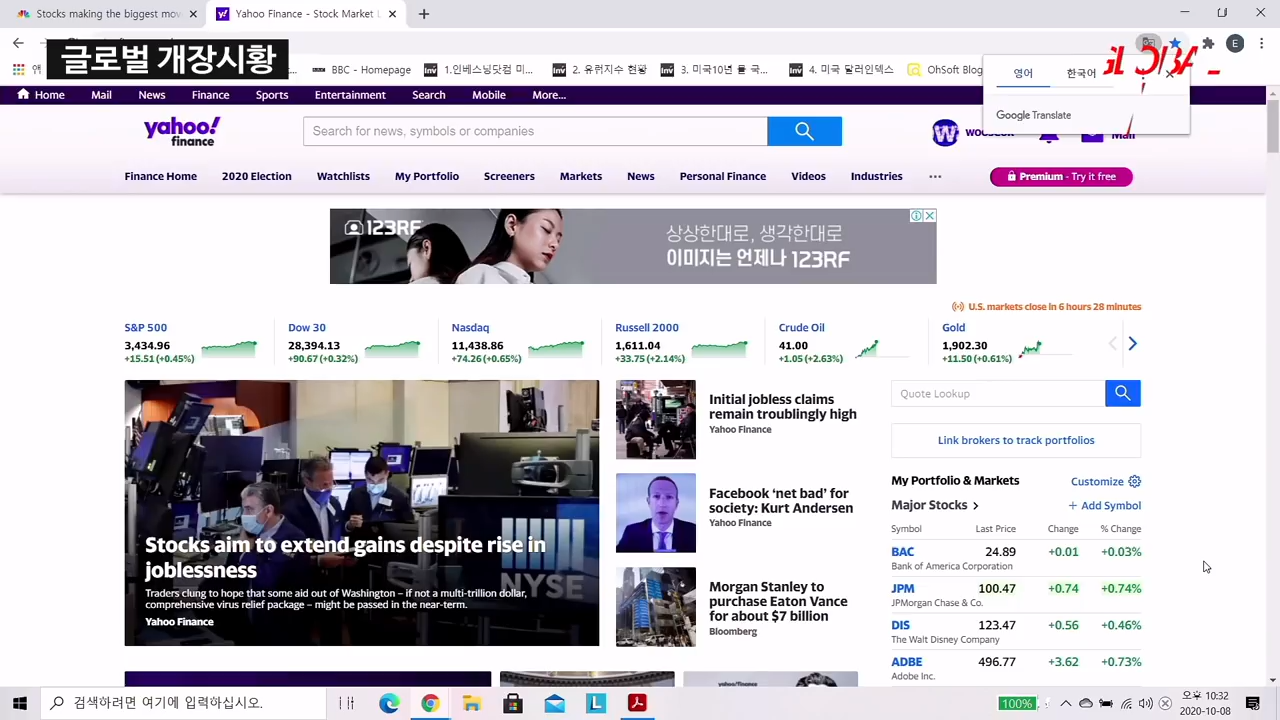 Stocks making the biggest mov
Yahoo Finance - Stock Market L
글로벌 개장시황
BBC - Homepage
1.인베스팅닷컴 미...
2. 유럽지수 현황
3. 미국10년 물 국...
4. 미국 달러인덱스
OhSoft Blog
영어
한국어
Google Translate
E
Home
Mail
News
Finance
Sports
Entertainment
Search
Mobile
More...
yahoo!
finance
Search for news, symbols or companies
Mail
Finance Home
2020 Election
Watchlists
My Portfolio
Screeners
Markets
News
Personal Finance
Videos
Industries
Premium - Try it free
123RF
상상한대로, 생각한대로
이미지는 언제나 123RF
U.S. markets close in 6 hours 28 minutes
S&P 500
3,434.96
+15.51 (+0.45%)
Dow 30
28,394.13
+90.67 (+0.32%)
Nasdaq
11,438.86
+74.26 (+0.65%)
Russell 2000
1,611.04
+33.75 (+2.14%)
Crude Oil
41.00
+1.05 (+2.63%)
Gold
1,902.30
+11.50 (+0.61%)
NYSE
Stocks aim to extend gains despite rise in
joblessness
Traders clung to hope that some aid out of Washington – if not a multi-trillion dollar,
comprehensive virus relief package – might be passed in the near-term.
Yahoo Finance
Initial jobless claims
remain troublingly high
Yahoo Finance
Facebook ‘net bad’ for
society: Kurt Andersen
Yahoo Finance
Morgan Stanley to
purchase Eaton Vance
for about $7 billion
Bloomberg
Quote Lookup
Link brokers to track portfolios
My Portfolio & Markets
Customize
Major Stocks
+ Add Symbol
Symbol
Last Price
Change
% Change
BAC
24.89
+0.01
+0.03%
Bank of America Corporation
JPM
100.47
+0.74
+0.74%
JPMorgan Chase & Co.
DIS
123.47
+0.56
+0.46%
The Walt Disney Company
ADBE
496.77
+3.62
+0.73%
Adobe Inc.
yahoo/finance
검색하려면 여기에 입력하십시오.
100%
오후 10:32
2020-10-08